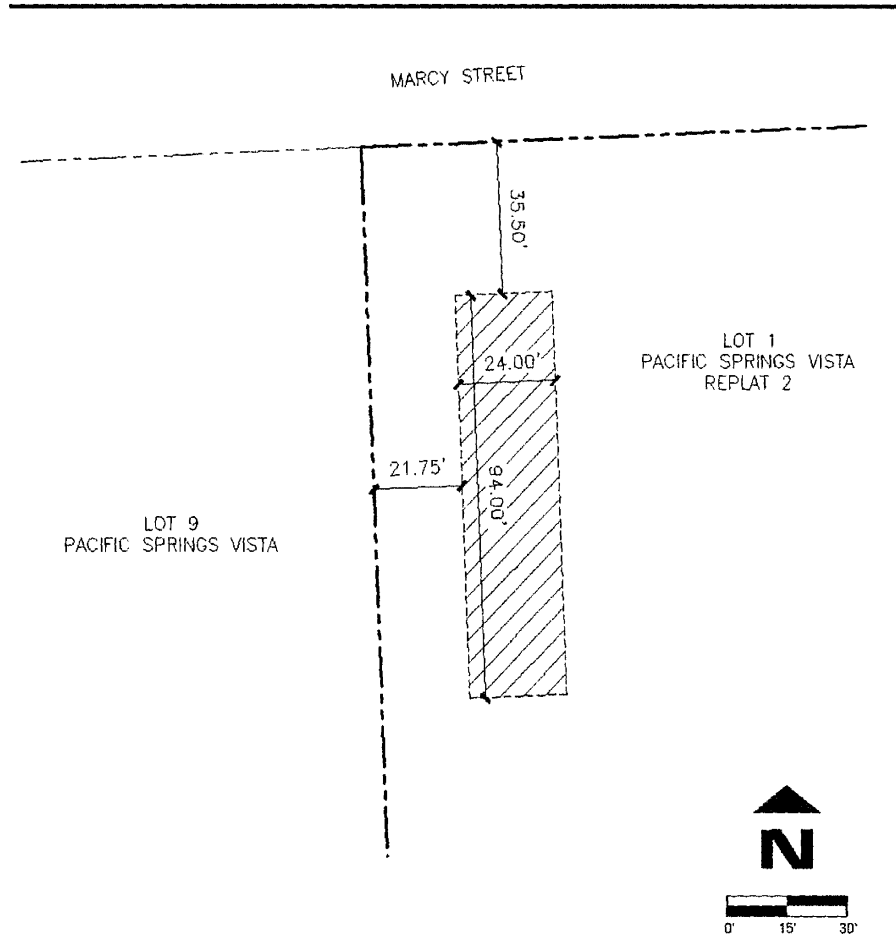 MARCY STREET
35.50'
LOT 1
PACIFIC SPRINGS VISTA
REPLAT 2
24.00'
21.75'
94.00'
LOT 9
PACIFIC SPRINGS VISTA
N
0' 15' 30'